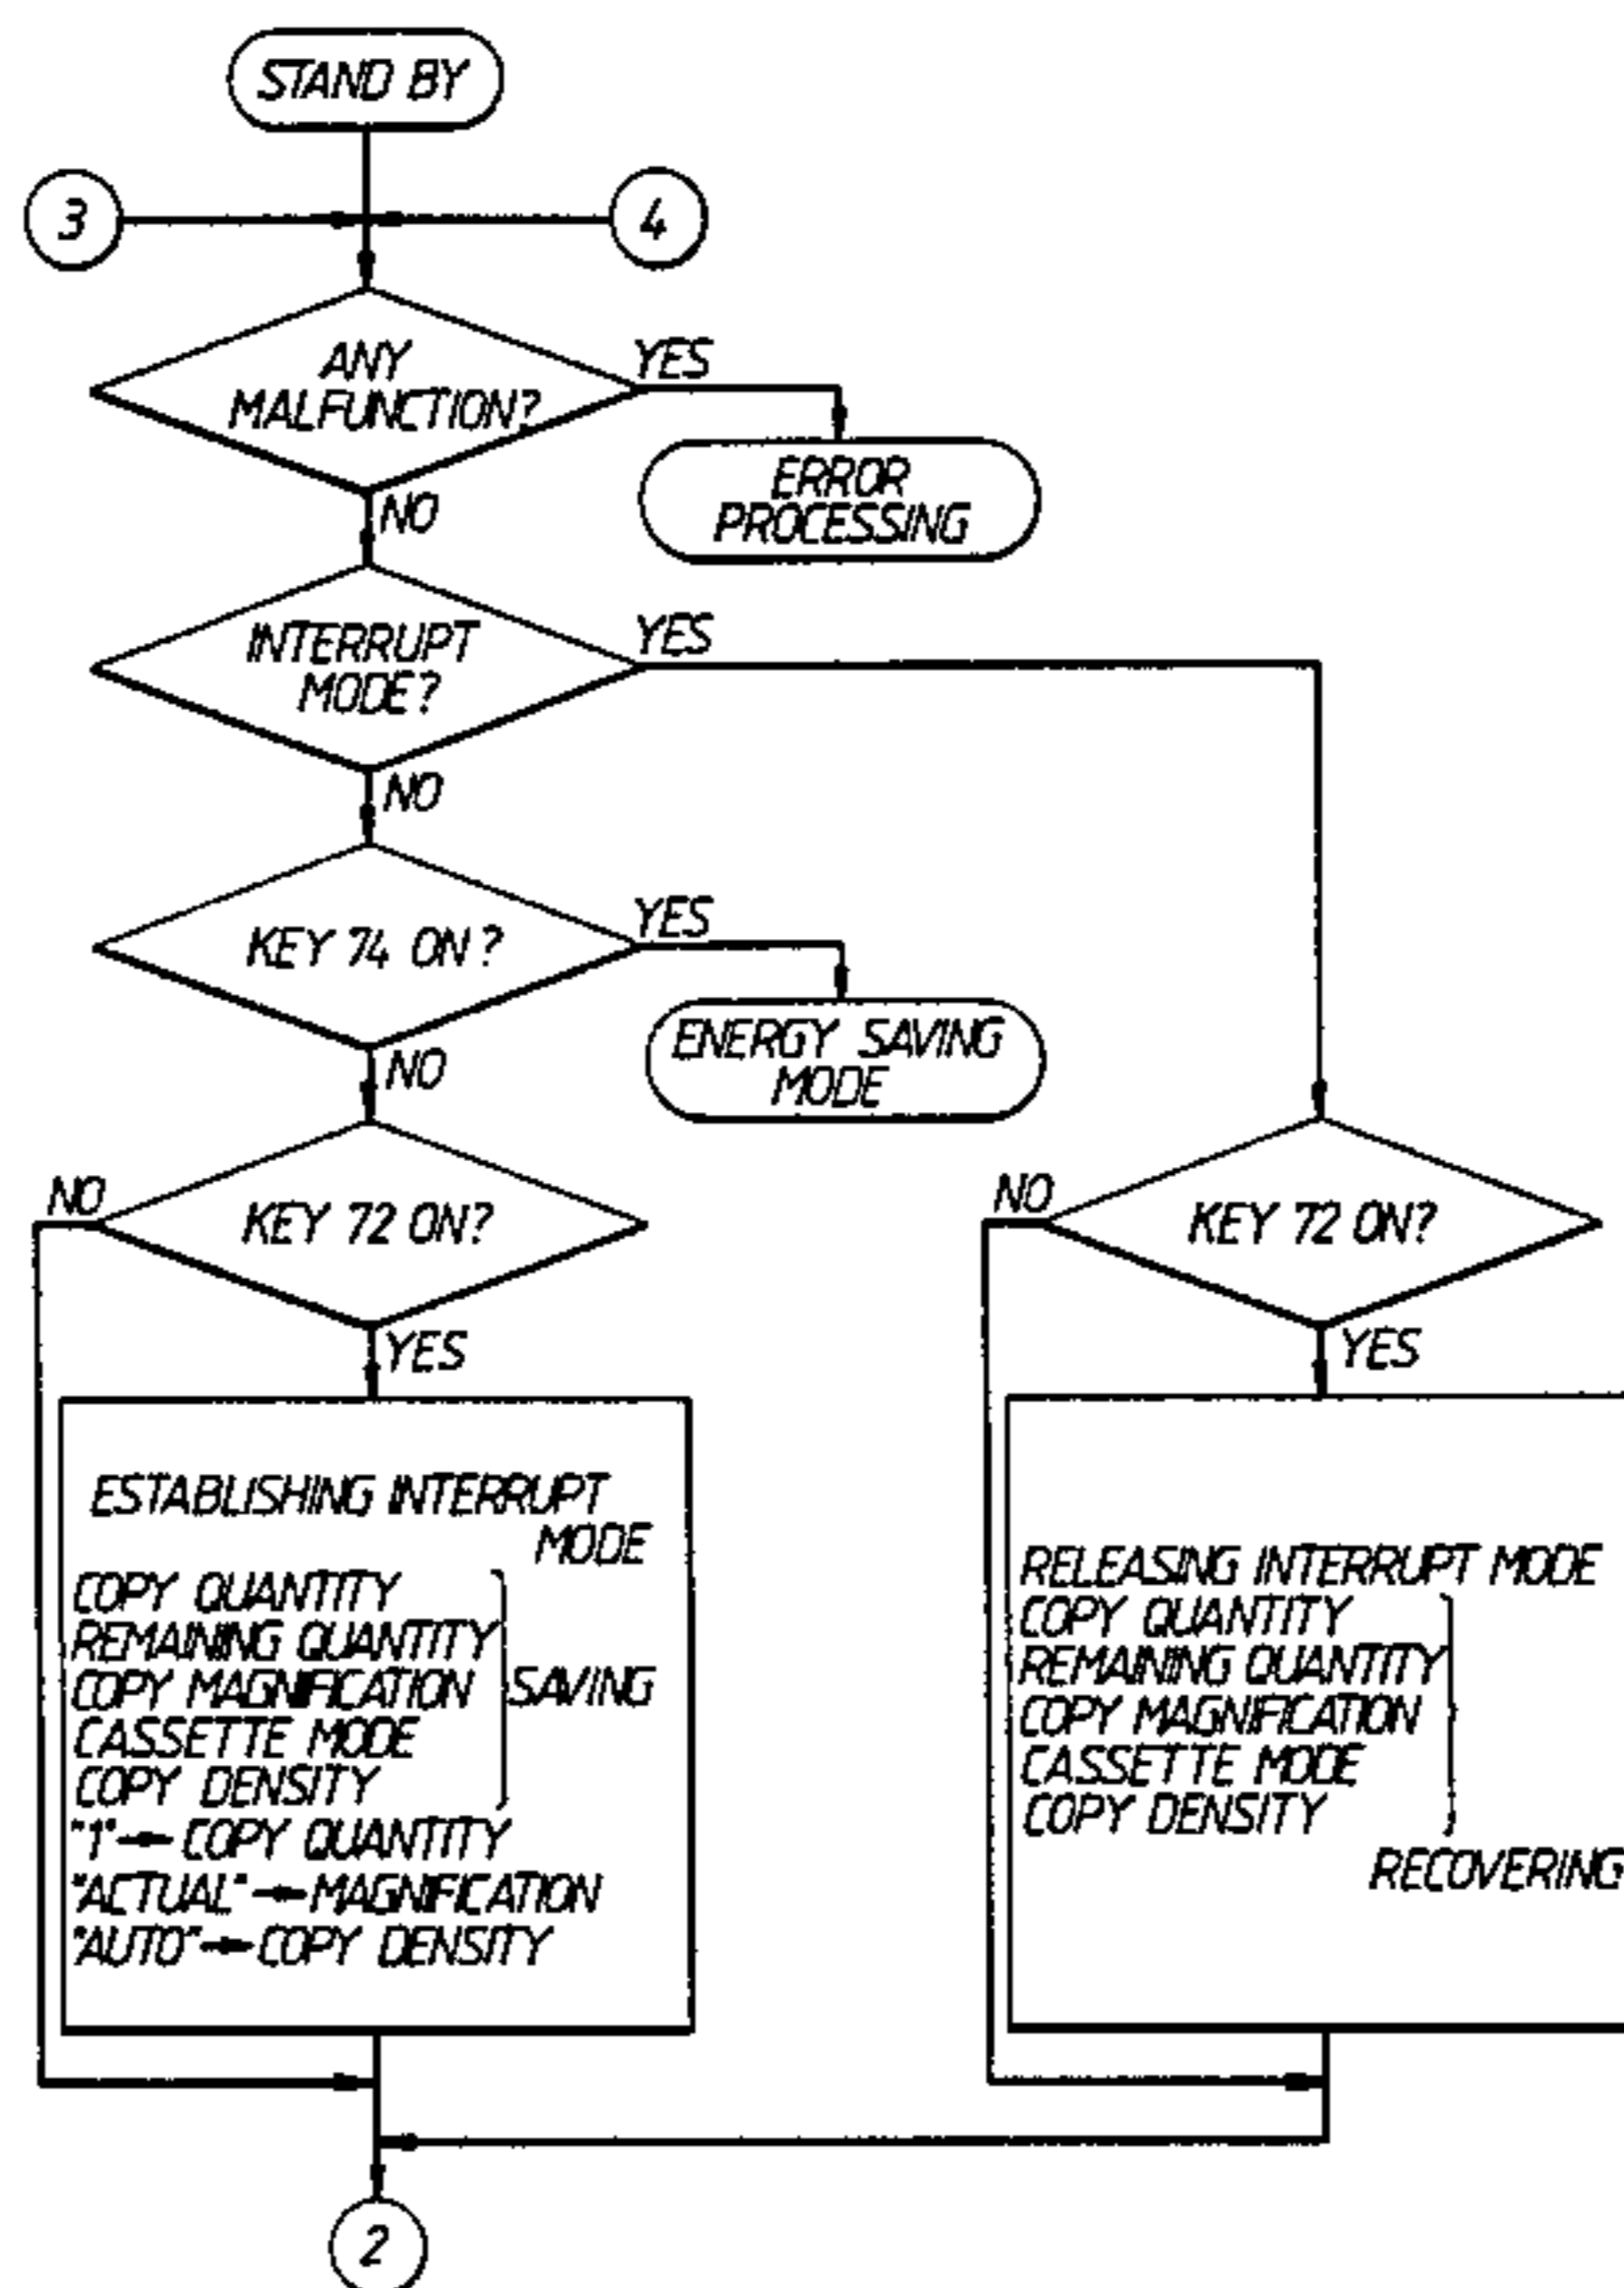 STAND BY
3
4
ANY
MALFUNCTION?
YES
NO
ERROR
PROCESSING
INTERRUPT
MODE?
YES
NO
KEY 74 ON?
YES
NO
ENERGY SAVING
MODE
KEY 72 ON?
NO
YES
KEY 72 ON?
NO
YES
ESTABLISHING INTERRUPT
MODE
COPY QUANTITY
REMAINING QUANTITY
COPY MAGNIFICATION
CASSETTE MODE
COPY DENSITY
SAVING
"1"→COPY QUANTITY
"ACTUAL"→MAGNIFICATION
"AUTO"→COPY DENSITY
RELEASING INTERRUPT MODE
COPY QUANTITY
REMAINING QUANTITY
COPY MAGNIFICATION
CASSETTE MODE
COPY DENSITY
RECOVERING
2